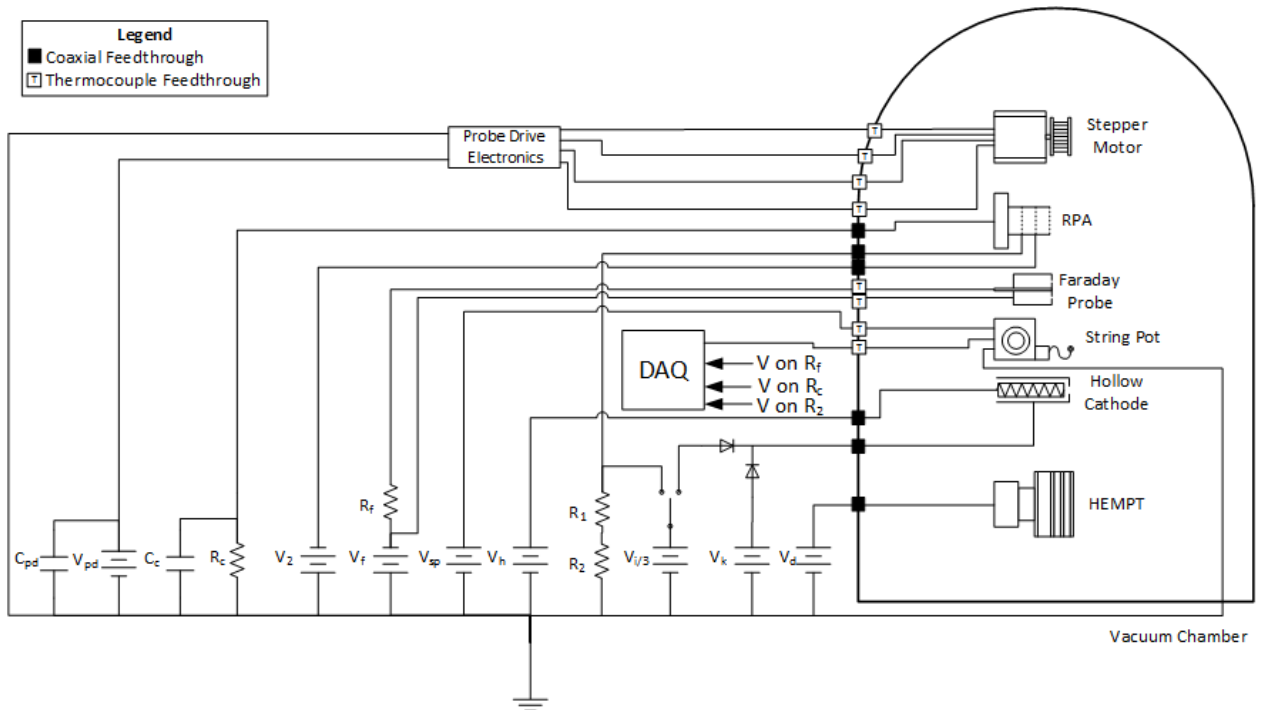 Legend
Coaxial Feedthrough
T Thermocouple Feedthrough
Probe Drive
Electronics
T
T
T
T
Stepper
Motor
RPA
T
T
Faraday
Probe
T
T
String Pot
DAQ
V on Rf
V on Rc
V on R2
Hollow
Cathode
HEMPT
Rf
R1
Cpd
Vpd
Cc
Rc
V2
Vf
Vsp
Vh
R2
Vi/3
Vk
Vd
Vacuum Chamber